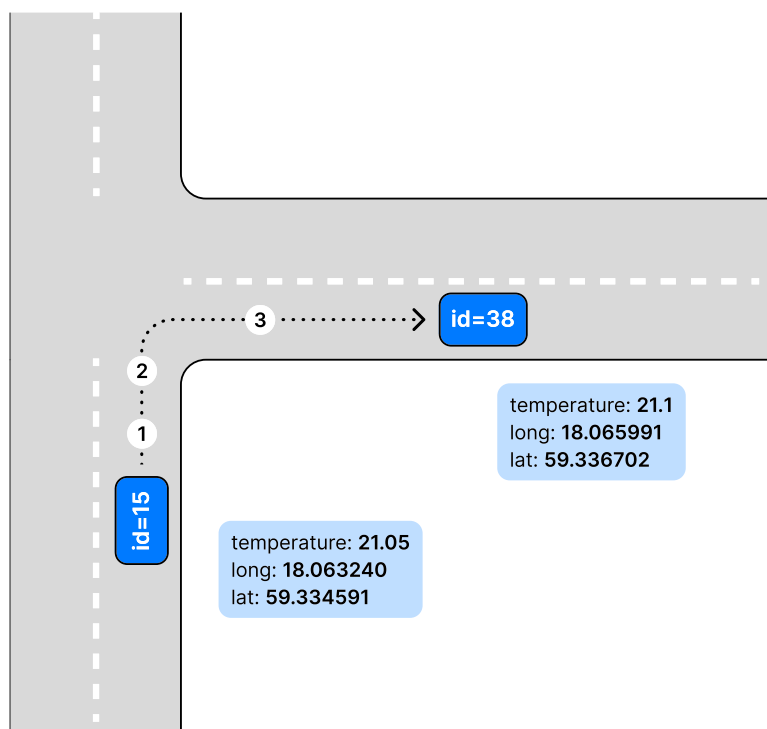 3
id=38
2
temperature: 21.1
long: 18.065991
lat: 59.336702
1
id=15
temperature: 21.05
long: 18.063240
lat: 59.334591